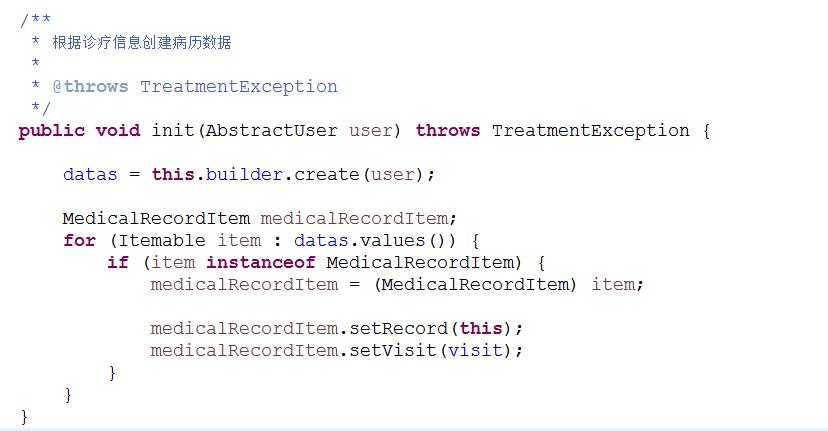 /**
 * 根据诊疗信息创建病历数据
 *
 * @throws TreatmentException
 */
public void init(AbstractUser user) throws TreatmentException {
    datas = this.builder.create(user);
    MedicalRecordItem medicalRecordItem;
    for (Itemable item : datas.values()) {
        if (item instanceof MedicalRecordItem) {
            medicalRecordItem = (MedicalRecordItem) item;
            medicalRecordItem.setRecord(this);
            medicalRecordItem.setVisit(visit);
        }
    }
}